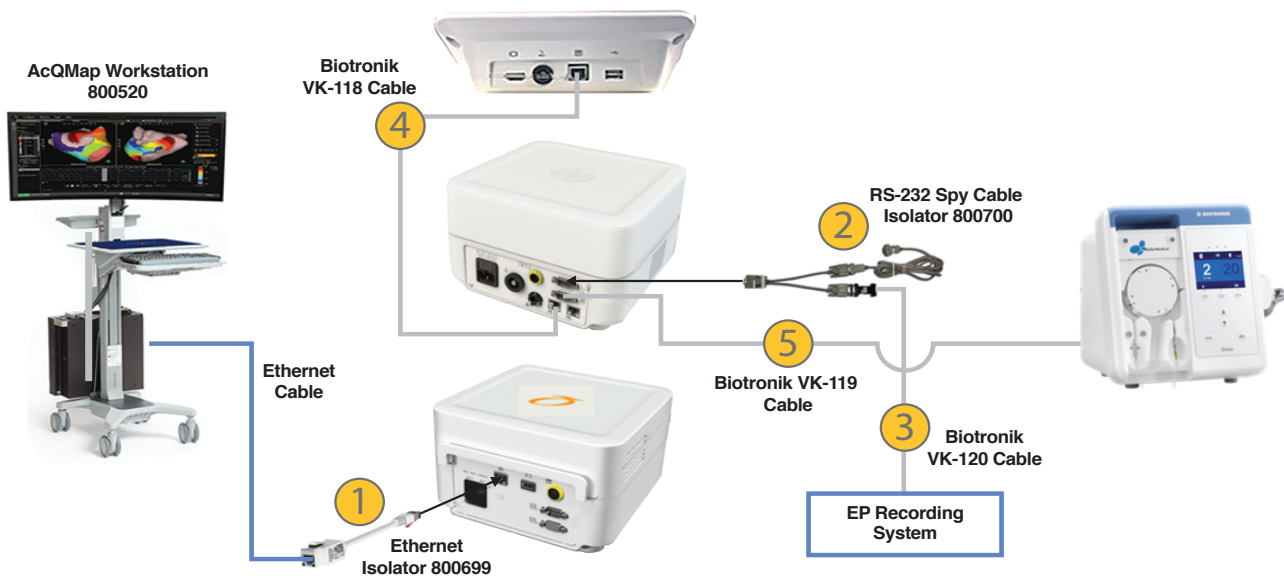 AcQMap Workstation
800520
Biotronik
VK-118 Cable
4
RS-232 Spy Cable
Isolator 800700
2
BIOTRONIK
2 20
5
Biotronik VK-119
Cable
Ethernet
Cable
3
Biotronik
VK-120 Cable
1
Ethernet
Isolator 800699
EP Recording
System